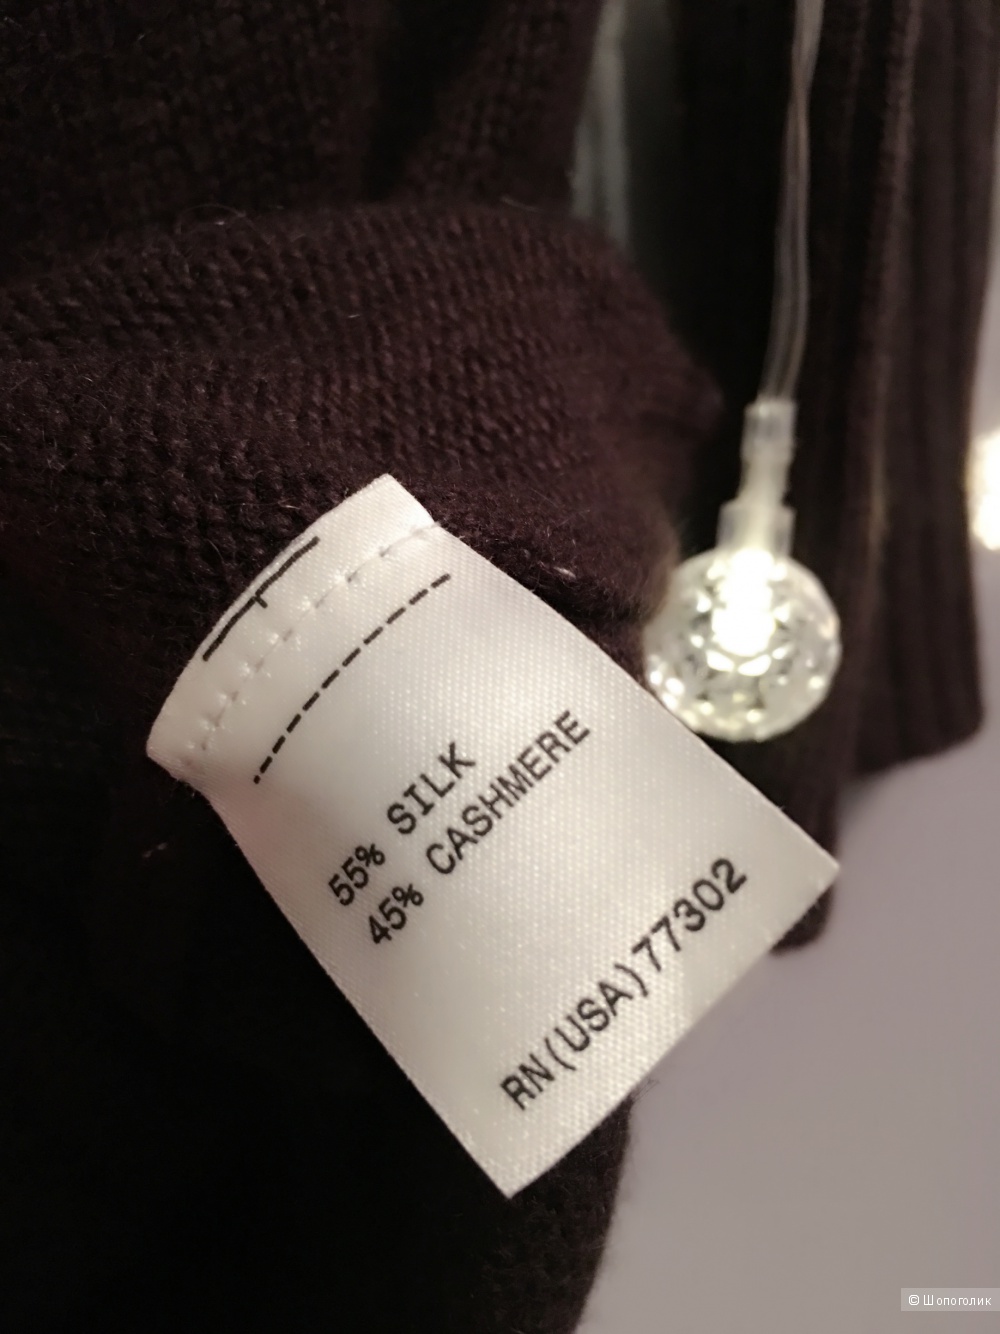 55% SILK
45% CASHMERE
RN(USA)77302
© Шопоголик